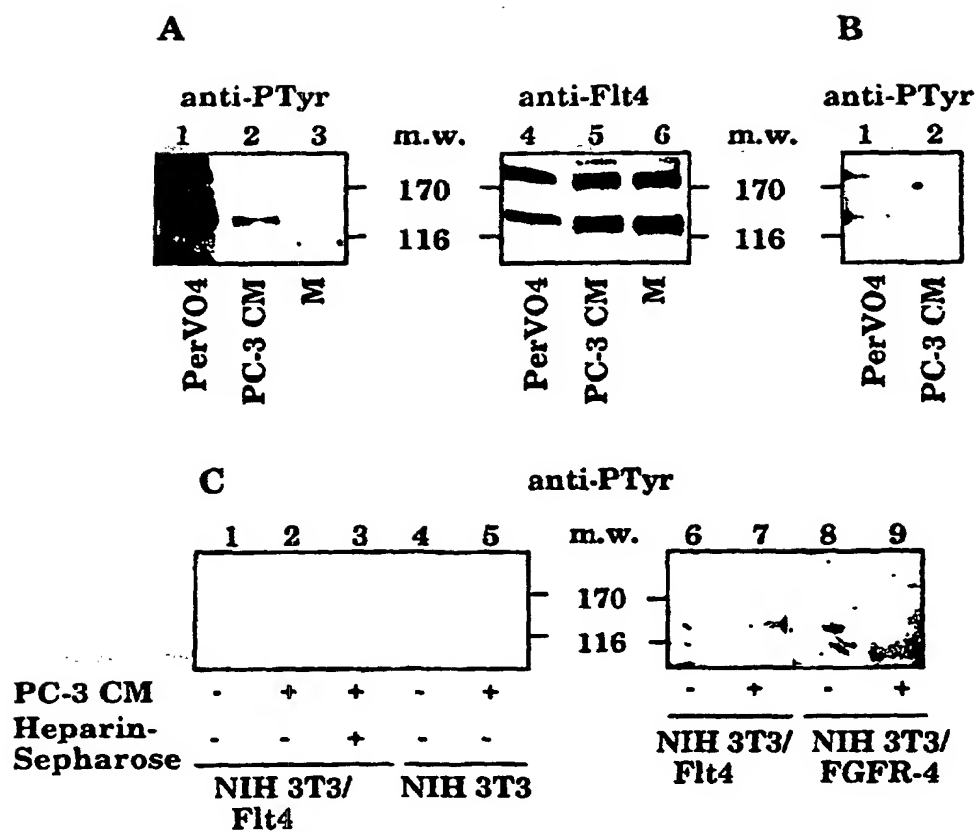 A B
anti-PTyr anti-Flt4 anti-PTyr
1 2 3 m.w. 4 5 6 m.w. 1 2
170 170
116 116
PerVO4 PC-3 CM M PerVO4 PC-3 CM M PerVO4 PC-3 CM
C anti-PTyr
1 2 3 4 5 m.w. 6 7 8 9
170
116
PC-3 CM - + + - + - + - +
Heparin-
Sepharose - - + - -
NIH 3T3/ NIH 3T3 NIH 3T3/ NIH 3T3/
Flt4 Flt4 FGFR-4